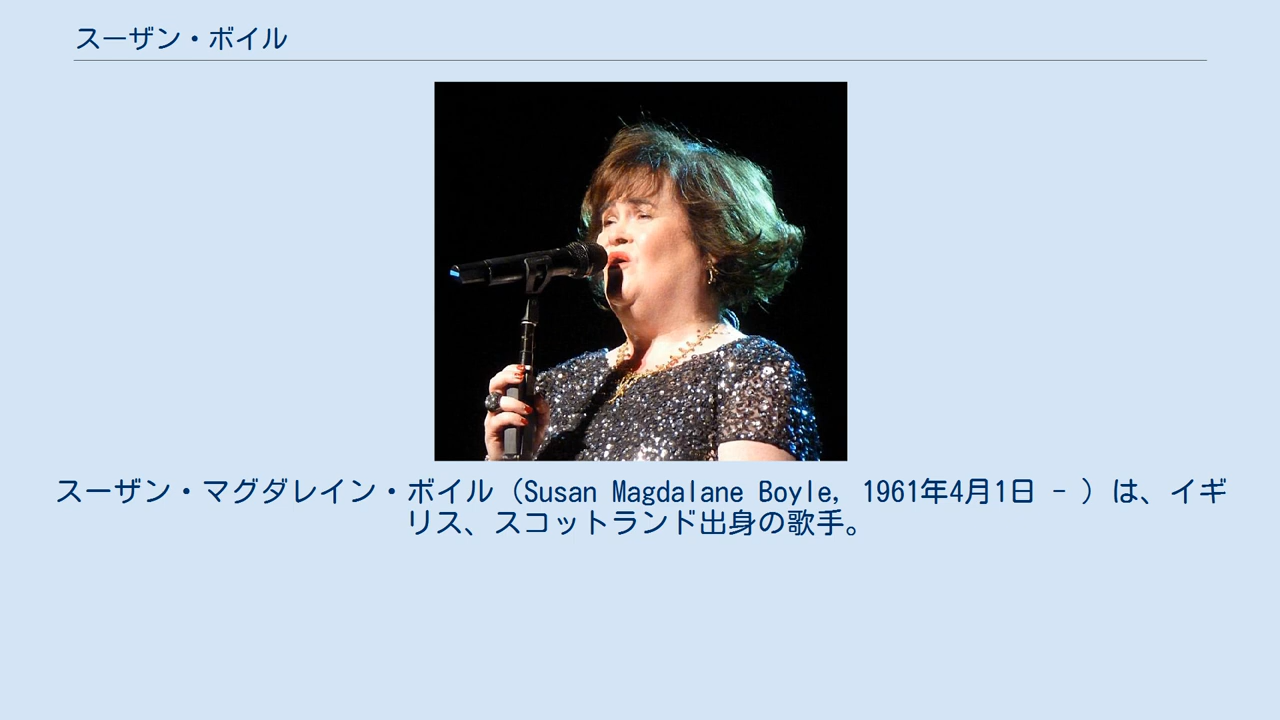 スーザン・ボイル
スーザン・マグダレイン・ボイル（Susan Magdalane Boyle, 1961年4月1日 - ）は、イギ
リス、スコットランド出身の歌手。